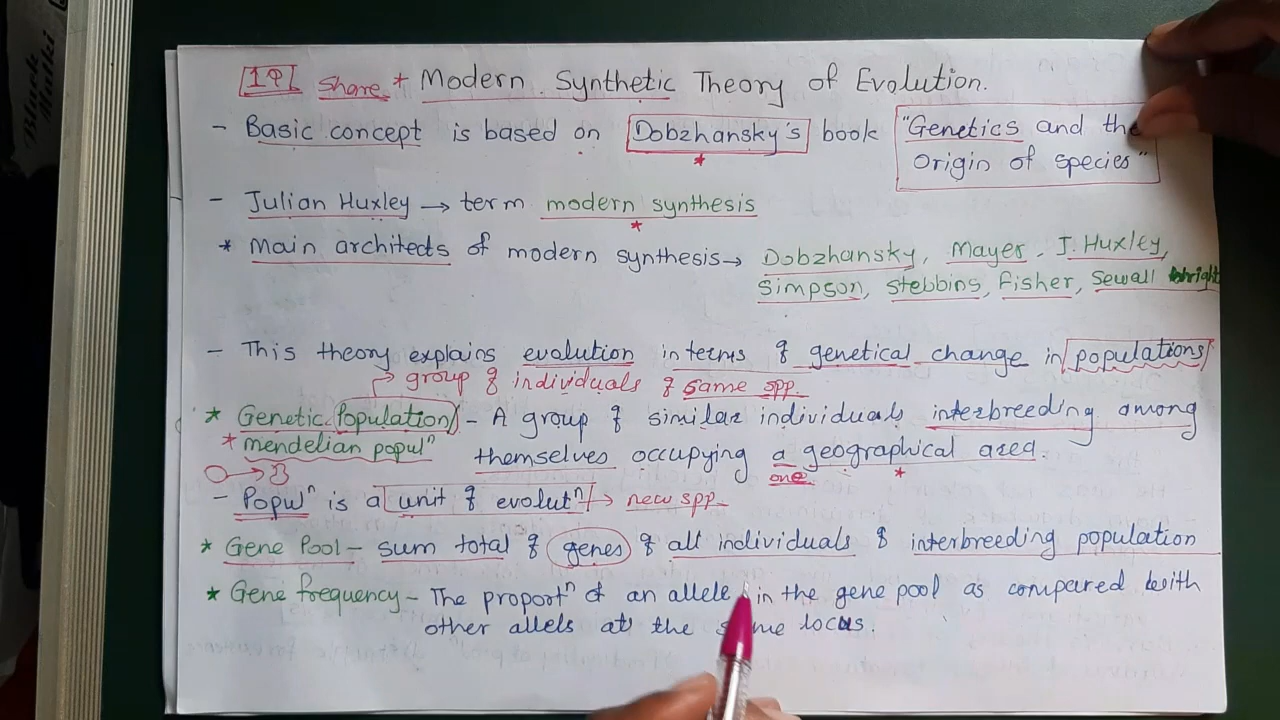 1Φ Share * Modern Synthetic Theory of Evolution.
- Basic concept is based on Dobzhansky's book "Genetics and the
Origin of species"
- Julian Huxley → term modern synthesis
*
* Main architects of modern synthesis → Dobzhansky, Mayer, J. Huxley,
Simpson, Stebbins, Fisher, Sewall Wright
- This theory explains evolution in terms of genetical change in populations
→ group of individuals of same spp.
* Genetic Population - A group of similar individuals interbreeding among
* mendelian populⁿ themselves occupying a geographical area.
one *
- Populⁿ is a unit of evolutⁿ → new spp.
* Gene Pool - sum total of genes of all individuals of interbreeding population
* Gene frequency - The proportⁿ of an allele in the gene pool as compared with
other allels at the same locus.
Black